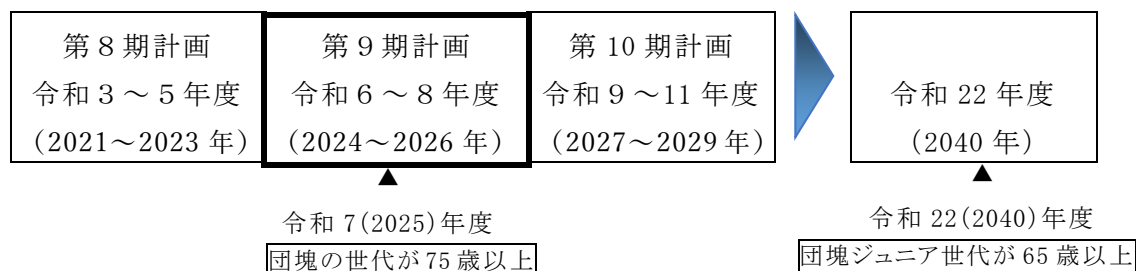 第８期計画
令和３～５年度
（2021～2023 年）
第９期計画
令和６～８年度
（2024～2026 年）
第 10 期計画
令和９～11 年度
（2027～2029 年）
令和 22 年度
（2040 年）
▲
令和 7(2025)年度
団塊の世代が 75 歳以上
▲
令和 22(2040)年度
団塊ジュニア世代が 65 歳以上